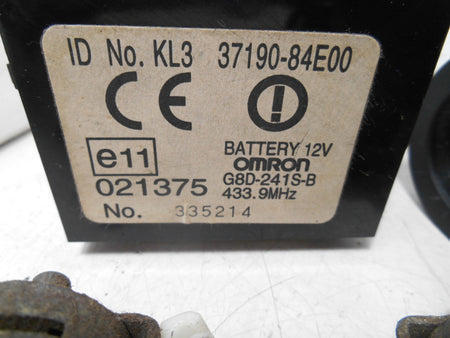 ID No. KL3 37190-84E00
CE
e11
BATTERY 12V
OMRON
021375 G8D-241S-B
433.9MHz
No. 335214